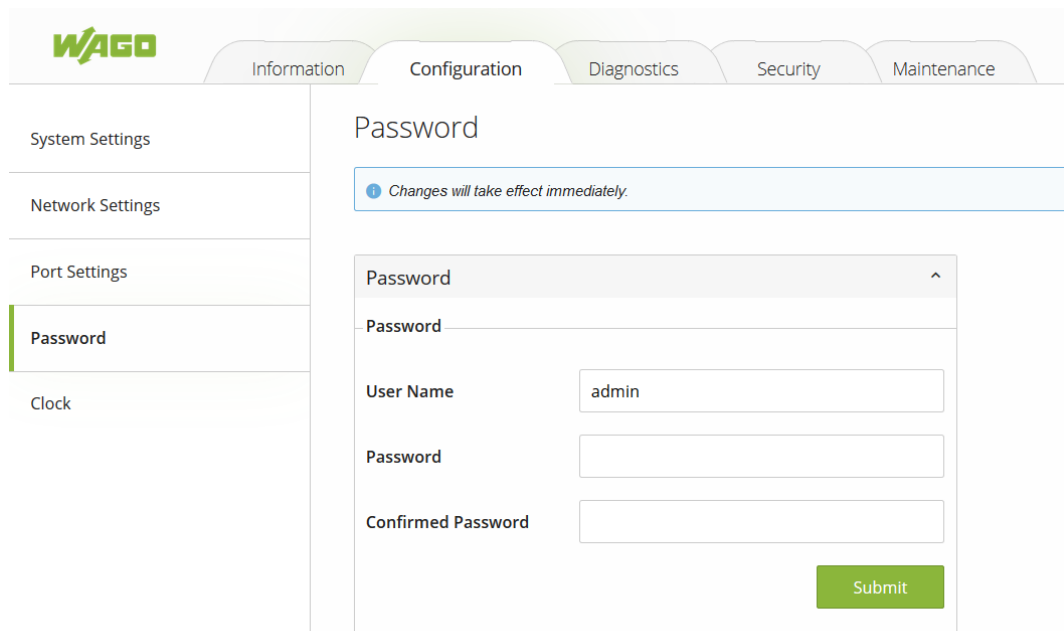 WAGO
Information Configuration Diagnostics Security Maintenance
System Settings
Network Settings
Port Settings
Password
Clock
Password
Changes will take effect immediately.
Password
Password
User Name admin
Password
Confirmed Password
Submit